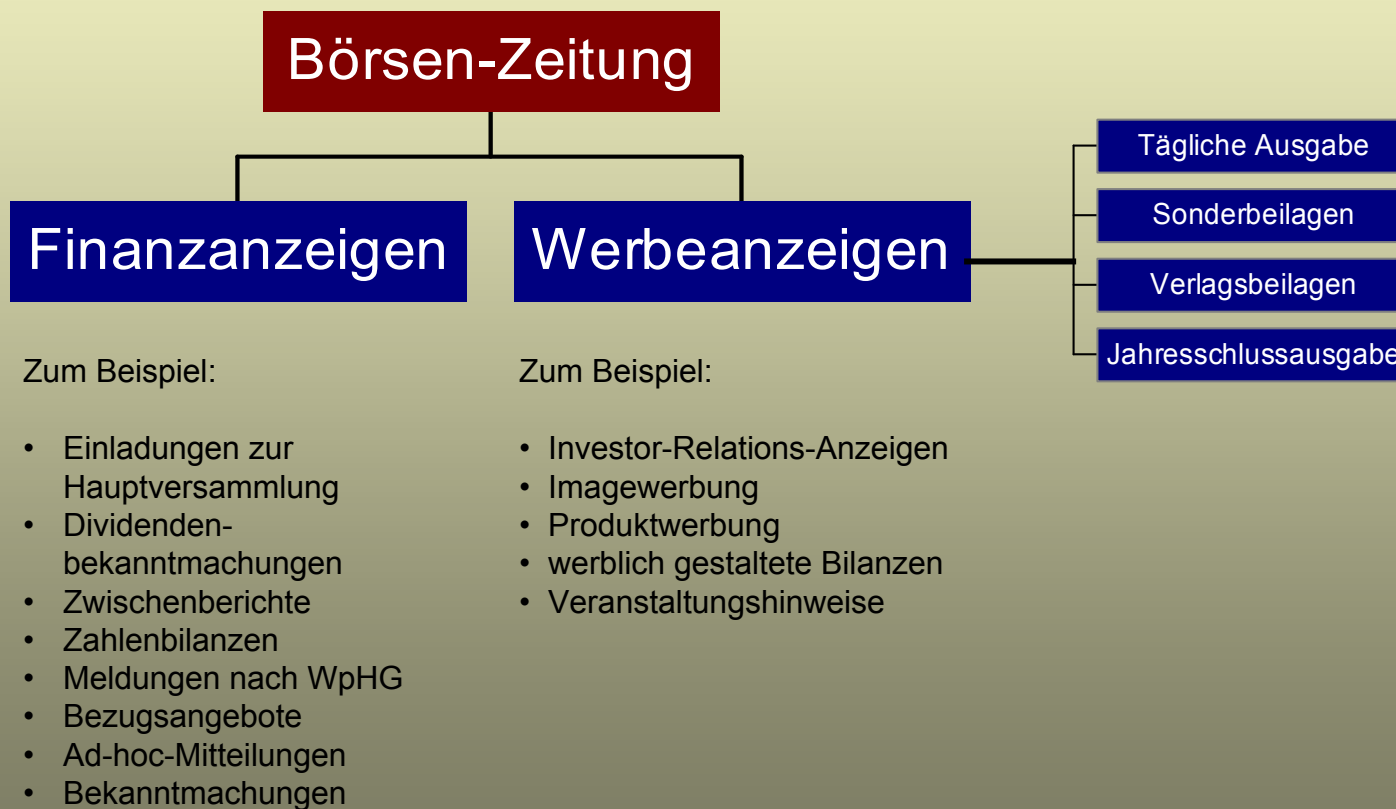 Börsen-Zeitung
Finanzanzeigen
Werbeanzeigen
Tägliche Ausgabe
Sonderbeilagen
Verlagsbeilagen
Jahresschlussausgabe
Zum Beispiel:
• Einladungen zur
Hauptversammlung
• Dividenden-
bekanntmachungen
• Zwischenberichte
• Zahlenbilanzen
• Meldungen nach WpHG
• Bezugsangebote
• Ad-hoc-Mitteilungen
• Bekanntmachungen
Zum Beispiel:
• Investor-Relations-Anzeigen
• Imagewerbung
• Produktwerbung
• werblich gestaltete Bilanzen
• Veranstaltungshinweise